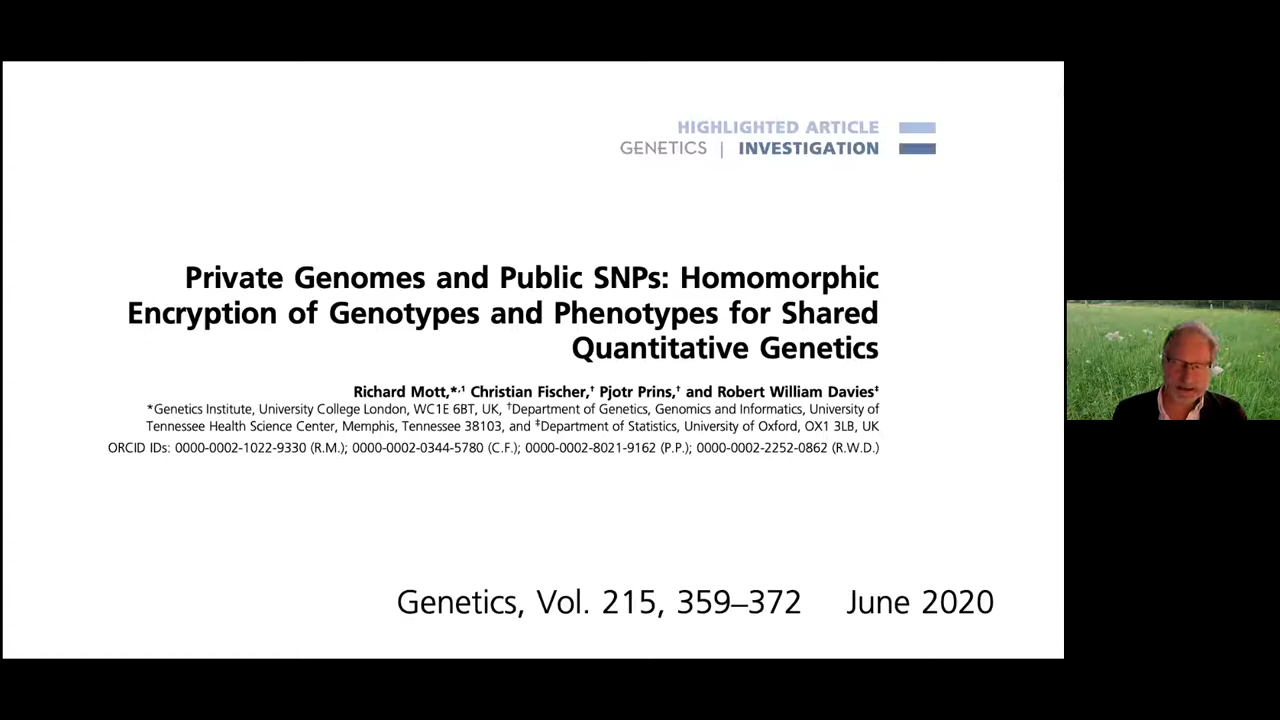 HIGHLIGHTED ARTICLE
GENETICS | INVESTIGATION
Private Genomes and Public SNPs: Homomorphic
Encryption of Genotypes and Phenotypes for Shared
Quantitative Genetics
Richard Mott,*,1 Christian Fischer,† Pjotr Prins,† and Robert William Davies‡
*Genetics Institute, University College London, WC1E 6BT, UK, †Department of Genetics, Genomics and Informatics, University of
Tennessee Health Science Center, Memphis, Tennessee 38103, and ‡Department of Statistics, University of Oxford, OX1 3LB, UK
ORCID IDs: 0000-0002-1022-9330 (R.M.); 0000-0002-0344-5780 (C.F.); 0000-0002-8021-9162 (P.P.); 0000-0002-2252-0862 (R.W.D.)
Genetics, Vol. 215, 359–372 June 2020